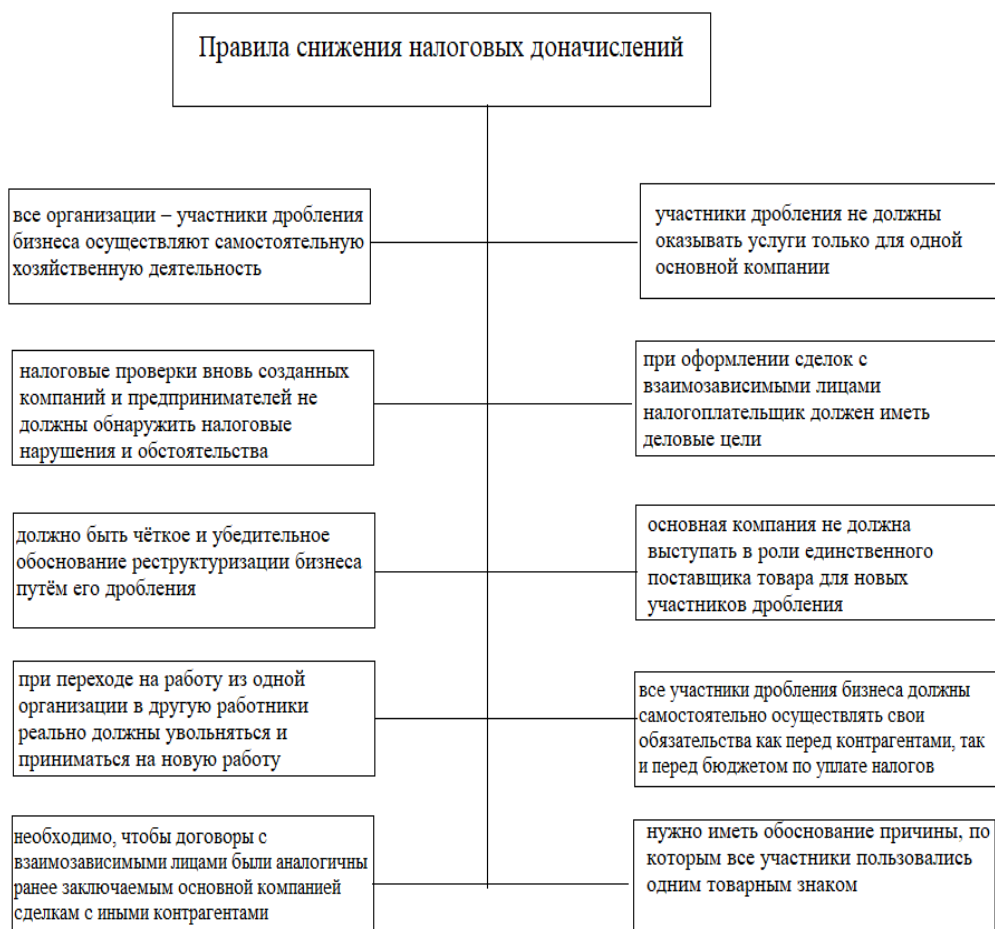 Правила снижения налоговых доначислений
все организации – участники дробления
бизнеса осуществляют самостоятельную
хозяйственную деятельность
участники дробления не должны
оказывать услуги только для одной
основной компании
налоговые проверки вновь созданных
компаний и предпринимателей не
должны обнаружить налоговые
нарушения и обстоятельства
при оформлении сделок с
взаимозависимыми лицами
налогоплательщик должен иметь
деловые цели
должно быть чёткое и убедительное
обоснование реструктуризации бизнеса
путём его дробления
основная компания не должна
выступать в роли единственного
поставщика товара для новых
участников дробления
при переходе на работу из одной
организации в другую работники
реально должны увольняться и
приниматься на новую работу
все участники дробления бизнеса должны
самостоятельно осуществлять свои
обязательства как перед контрагентами, так
и перед бюджетом по уплате налогов
необходимо, чтобы договоры с
взаимозависимыми лицами были аналогичны
ранее заключаемым основной компанией
сделкам с иными контрагентами
нужно иметь обоснование причины, по
которым все участники пользовались
одним товарным знаком